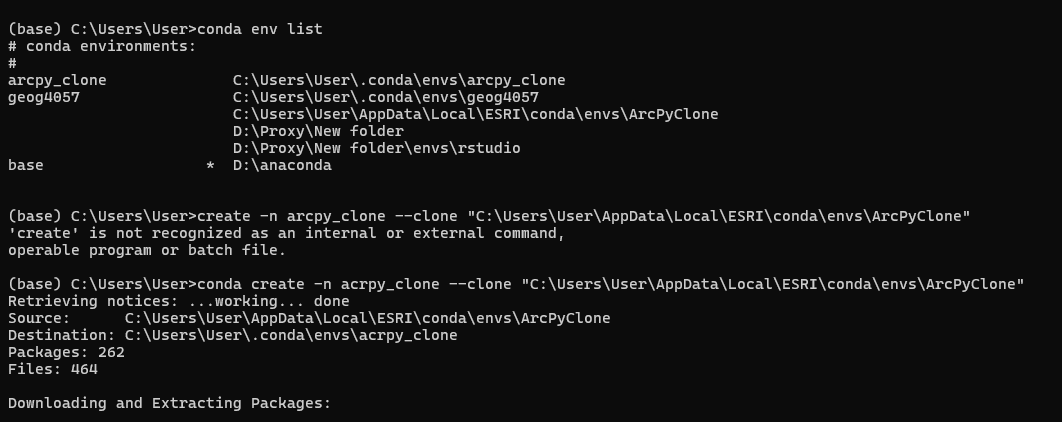 (base) C:\Users\User>conda env list
# conda environments:
#
arcpy_clone              C:\Users\User\.conda\envs\arcpy_clone
geog4057                 C:\Users\User\.conda\envs\geog4057
                         C:\Users\User\AppData\Local\ESRI\conda\envs\ArcPyClone
                         D:\Proxy\New folder
                         D:\Proxy\New folder\envs\rstudio
base                  *  D:\anaconda
(base) C:\Users\User>create -n arcpy_clone --clone "C:\Users\User\AppData\Local\ESRI\conda\envs\ArcPyClone"
'create' is not recognized as an internal or external command,
operable program or batch file.
(base) C:\Users\User>conda create -n acrpy_clone --clone "C:\Users\User\AppData\Local\ESRI\conda\envs\ArcPyClone"
Retrieving notices: ...working... done
Source:      C:\Users\User\AppData\Local\ESRI\conda\envs\ArcPyClone
Destination: C:\Users\User\.conda\envs\acrpy_clone
Packages: 262
Files: 464
Downloading and Extracting Packages: